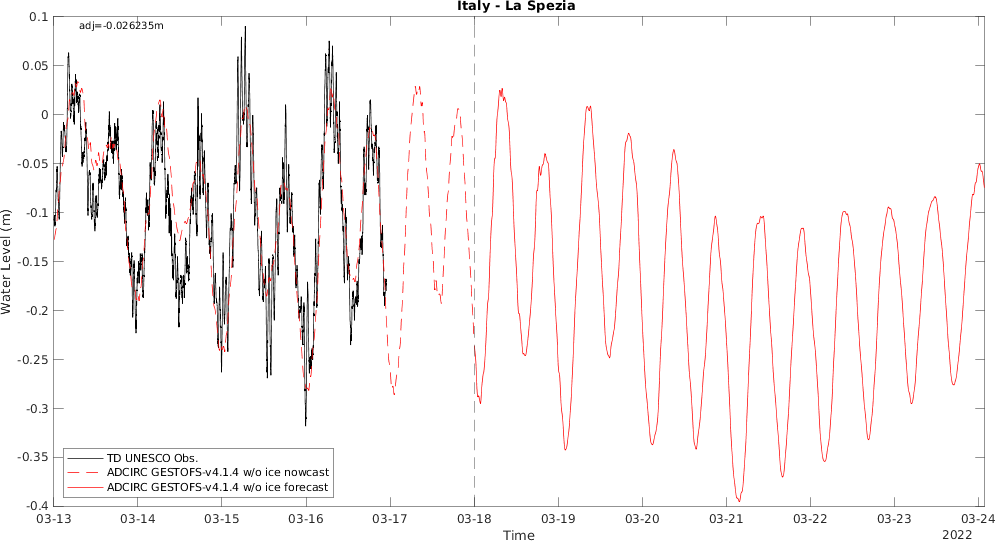 Italy - La Spezia
adj=-0.026235m
0.1
0.05
0
-0.05
-0.1
-0.15
-0.2
-0.25
-0.3
-0.35
-0.4
Water Level (m)
TD UNESCO Obs.
ADCIRC GESTOFS-v4.1.4 w/o ice nowcast
ADCIRC GESTOFS-v4.1.4 w/o ice forecast
03-13 03-14 03-15 03-16 03-17 03-18 03-19 03-20 03-21 03-22 03-23 03-24
Time
2022